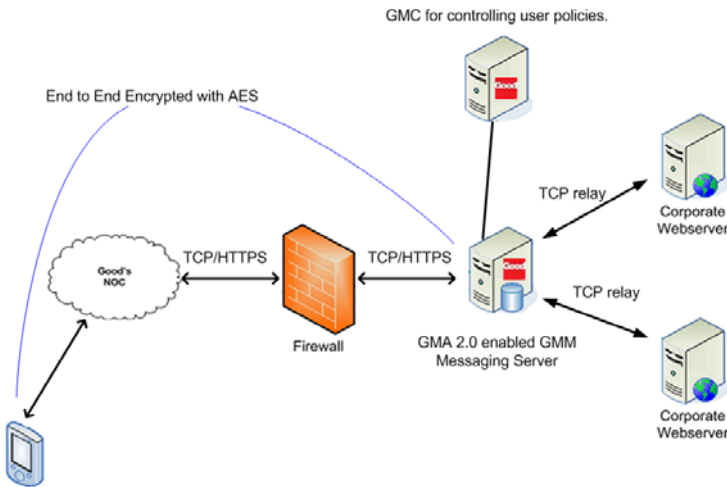 GMC for controlling user policies.
Good
End to End Encrypted with AES
TCP relay
Corporate
Webserver
Good's
NOC
TCP/HTTPS
TCP/HTTPS
Good
Firewall
GMA 2.0 enabled GMM
Messaging Server
TCP relay
Corporate
Webserver